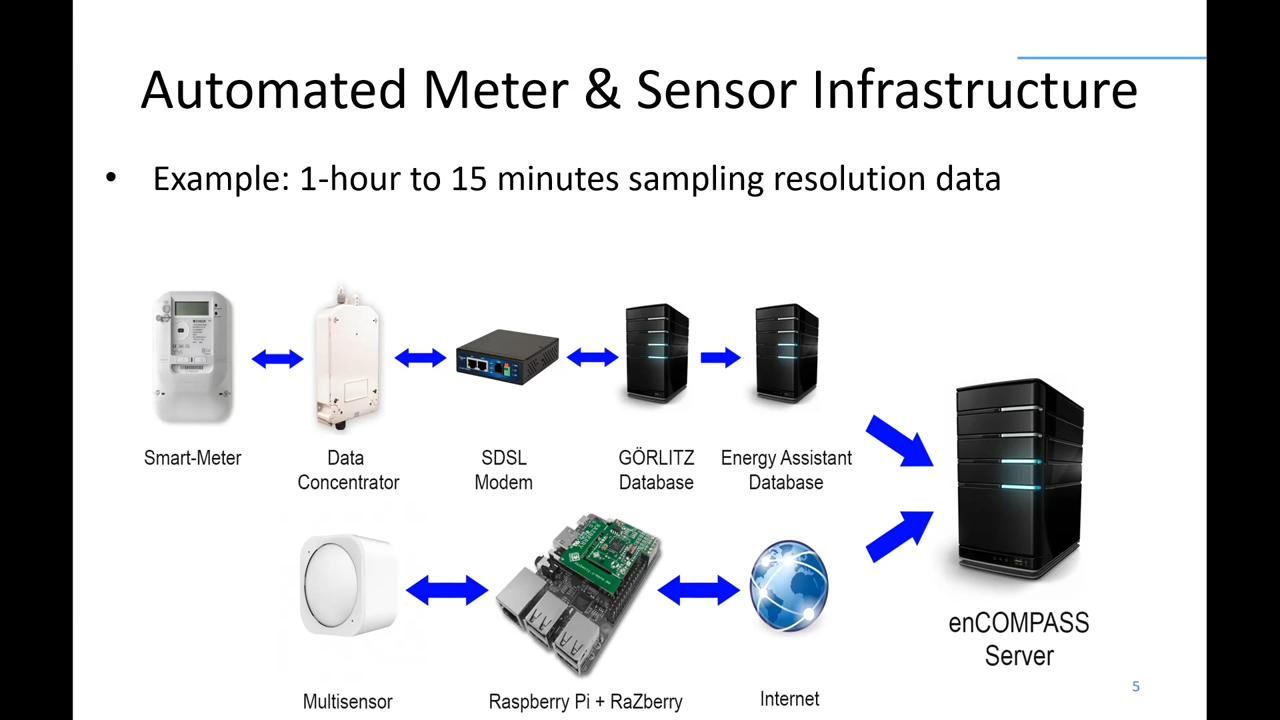 Automated Meter & Sensor Infrastructure
• Example: 1-hour to 15 minutes sampling resolution data
Smart-Meter
Data
Concentrator
SDSL
Modem
GÖRLITZ
Database
Energy Assistant
Database
Multisensor
Raspberry Pi + RaZberry
Internet
enCOMPASS
Server
5